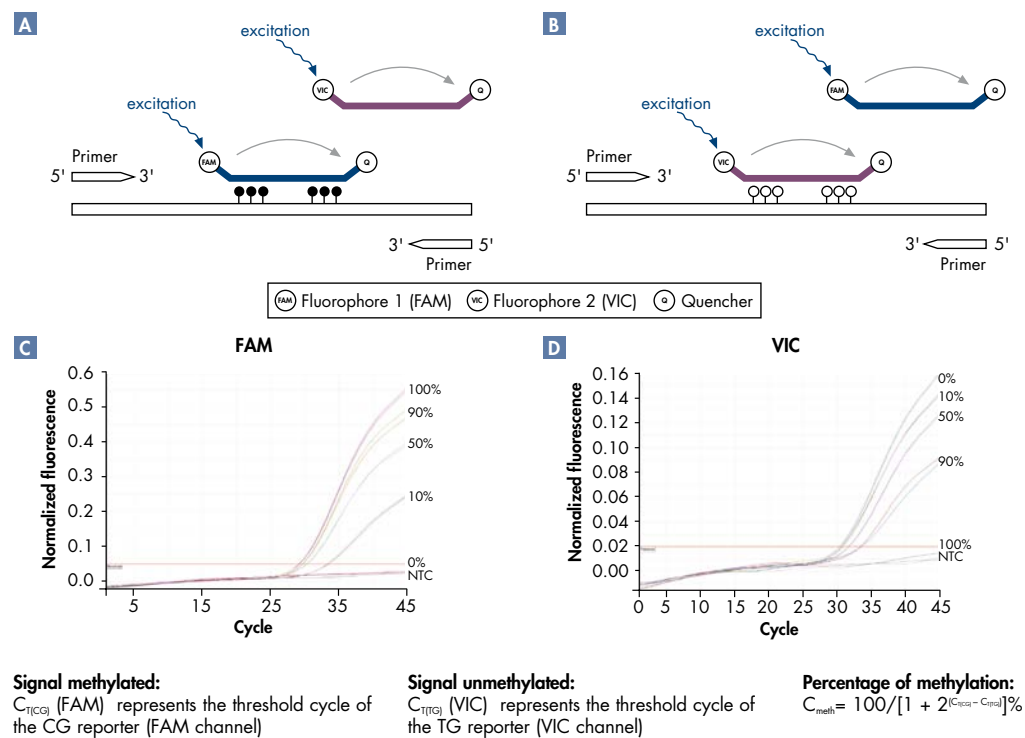 A
excitation
VIC
Q
excitation
FAM
Q
Primer
5' 3'
3' 5'
Primer
B
excitation
FAM
Q
excitation
VIC
Q
Primer
5' 3'
3' 5'
Primer
FAM Fluorophore 1 (FAM) VIC Fluorophore 2 (VIC) Q Quencher
C
FAM
Normalized fluorescence
0.6
0.5
0.4
0.3
0.2
0.1
0.0
100%
90%
50%
10%
0%
NTC
5 15 25 35 45
Cycle
D
VIC
Normalized fluorescence
0.16
0.14
0.12
0.10
0.08
0.06
0.04
0.02
0.00
0%
10%
50%
90%
100%
NTC
0 5 10 15 20 25 30 35 40 45
Cycle
Signal methylated:
CT(CG) (FAM) represents the threshold cycle of
the CG reporter (FAM channel)
Signal unmethylated:
CT(TG) (VIC) represents the threshold cycle of
the TG reporter (VIC channel)
Percentage of methylation:
Cmeth= 100/[1 + 2(CT(CG) – CT(TG))]%